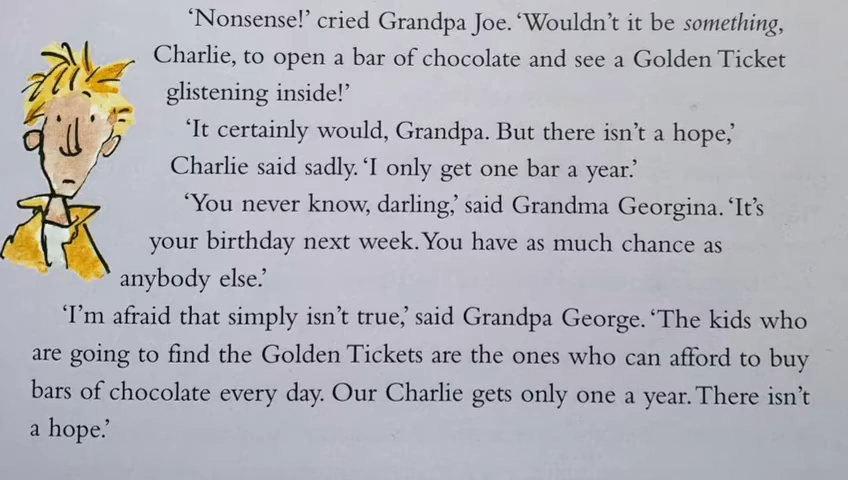 ‘Nonsense!’ cried Grandpa Joe. ‘Wouldn’t it be something,
Charlie, to open a bar of chocolate and see a Golden Ticket
glistening inside!’
‘It certainly would, Grandpa. But there isn’t a hope,’
Charlie said sadly. ‘I only get one bar a year.’
‘You never know, darling,’ said Grandma Georgina. ‘It’s
your birthday next week. You have as much chance as
anybody else.’
‘I’m afraid that simply isn’t true,’ said Grandpa George. ‘The kids who
are going to find the Golden Tickets are the ones who can afford to buy
bars of chocolate every day. Our Charlie gets only one a year. There isn’t
a hope.’